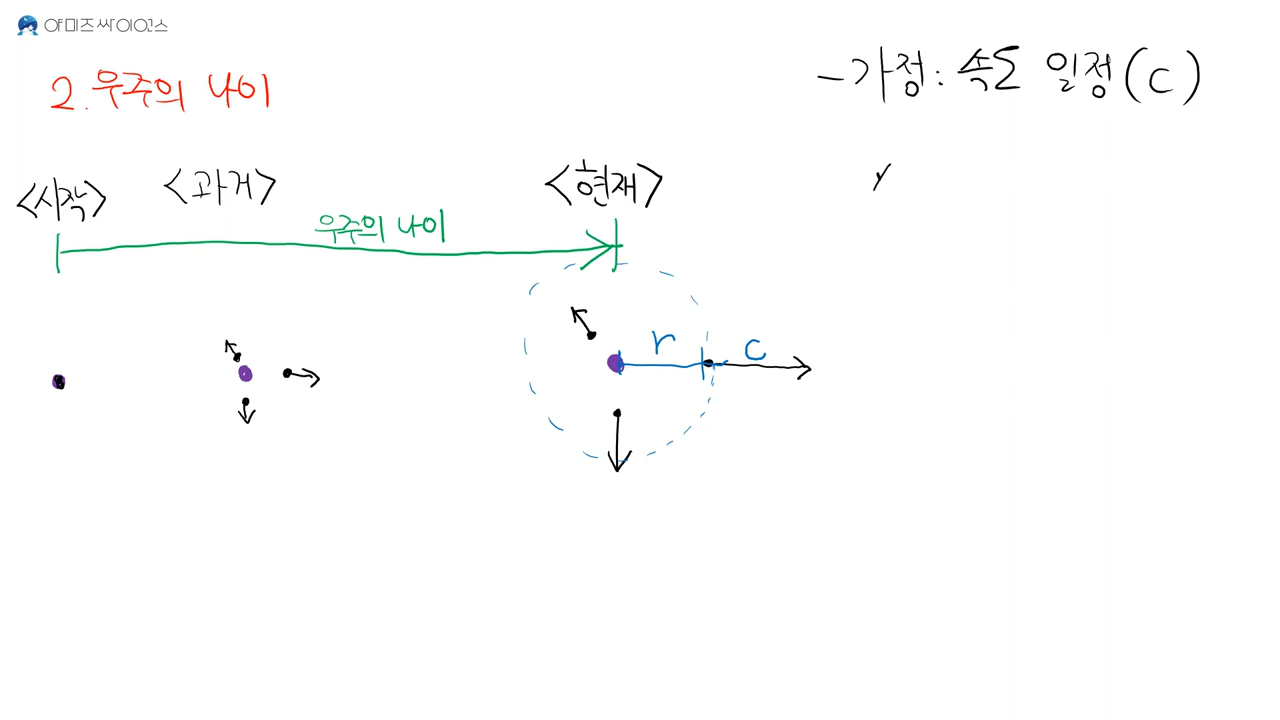 야미즈 싸이언스
2. 우주의 나이
- 가정: 속도 일정 (C)
<시작>
<과거>
<현재>
우주의 나이
r
C